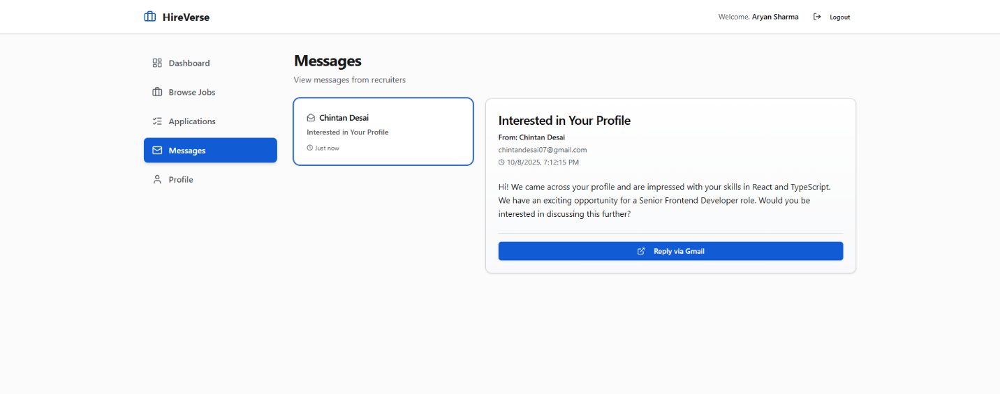 HireVerse
Welcome, Aryan Sharma
Logout
Dashboard
Browse Jobs
Applications
Messages
Profile
Messages
View messages from recruiters
Chintan Desai
Interested in Your Profile
Just now
Interested in Your Profile
From: Chintan Desai
chintandesai07@gmail.com
10/8/2025, 7:12:15 PM
Hi! We came across your profile and are impressed with your skills in React and TypeScript.
We have an exciting opportunity for a Senior Frontend Developer role. Would you be
interested in discussing this further?
Reply via Gmail